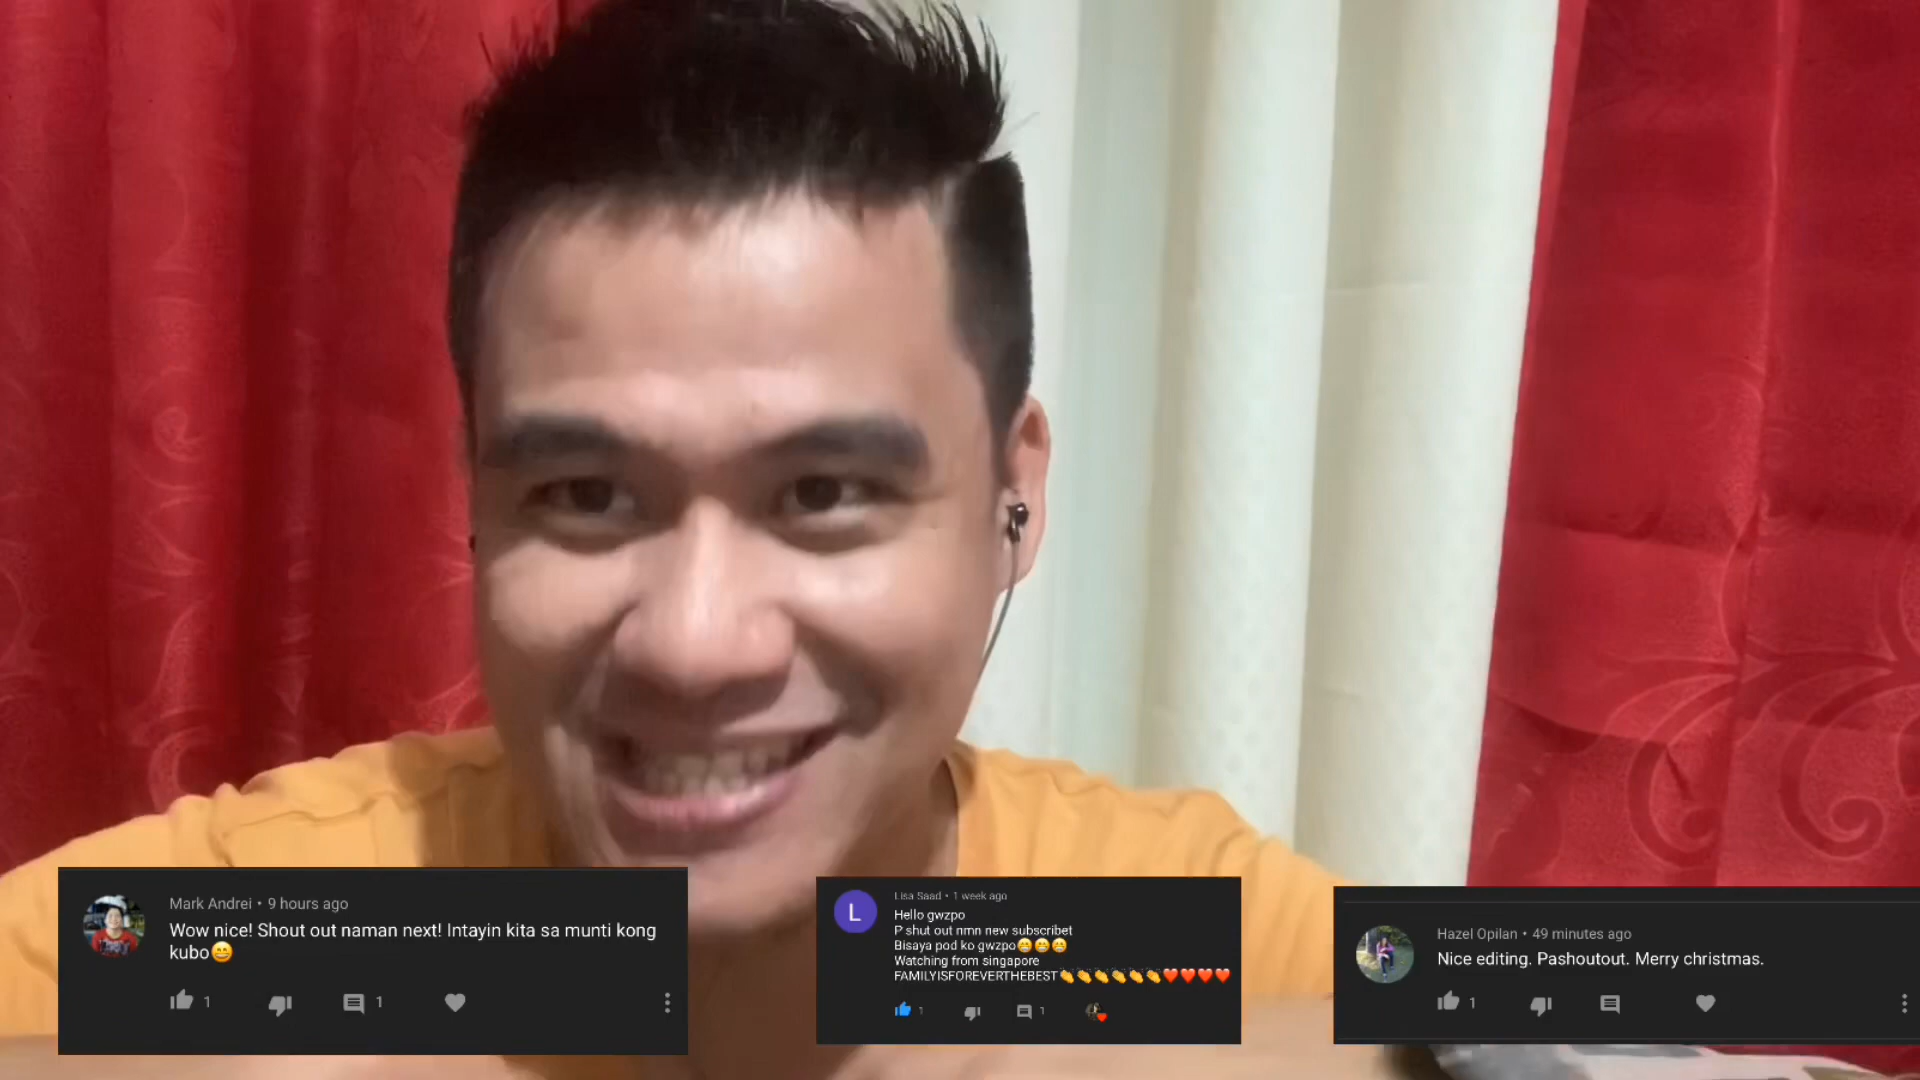 Mark Andrei • 9 hours ago
Wow nice! Shout out naman next! Intayin kita sa munti kong
kubo😄
1
1
L
Lisa Saad • 1 week ago
Hello gwzpo
P shut out nmn new subscribet
Bisaya pod ko gwzpo😁😁😁
Watching from singapore
FAMILYISFOREVERTHEBEST👏👏👏👏👏👏❤️❤️❤️❤️
1
1
Hazel Opilan • 49 minutes ago
Nice editing. Pashoutout. Merry christmas.
1